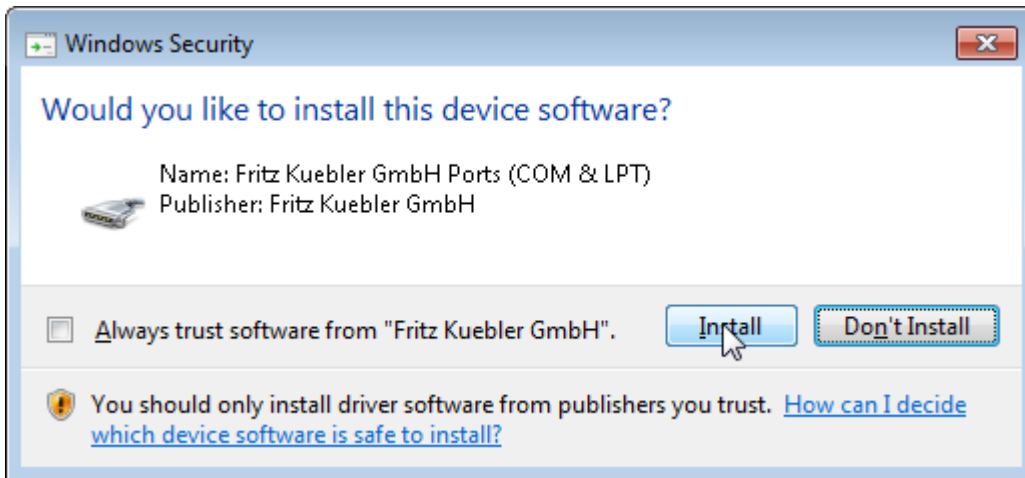 Windows Security
Would you like to install this device software?
Name: Fritz Kuebler GmbH Ports (COM & LPT)
Publisher: Fritz Kuebler GmbH
Always trust software from "Fritz Kuebler GmbH".
Install
Don't Install
You should only install driver software from publishers you trust. How can I decide
which device software is safe to install?